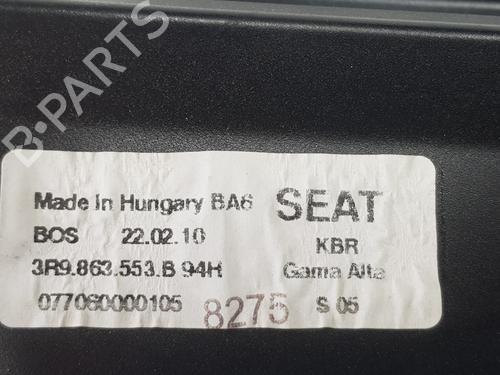 B-PARTS
Made In Hungary BA6 SEAT
BOS 22.02.10 KBR
3R9.863.553.B 94H Gama Alta
077060000105 8275 S 05